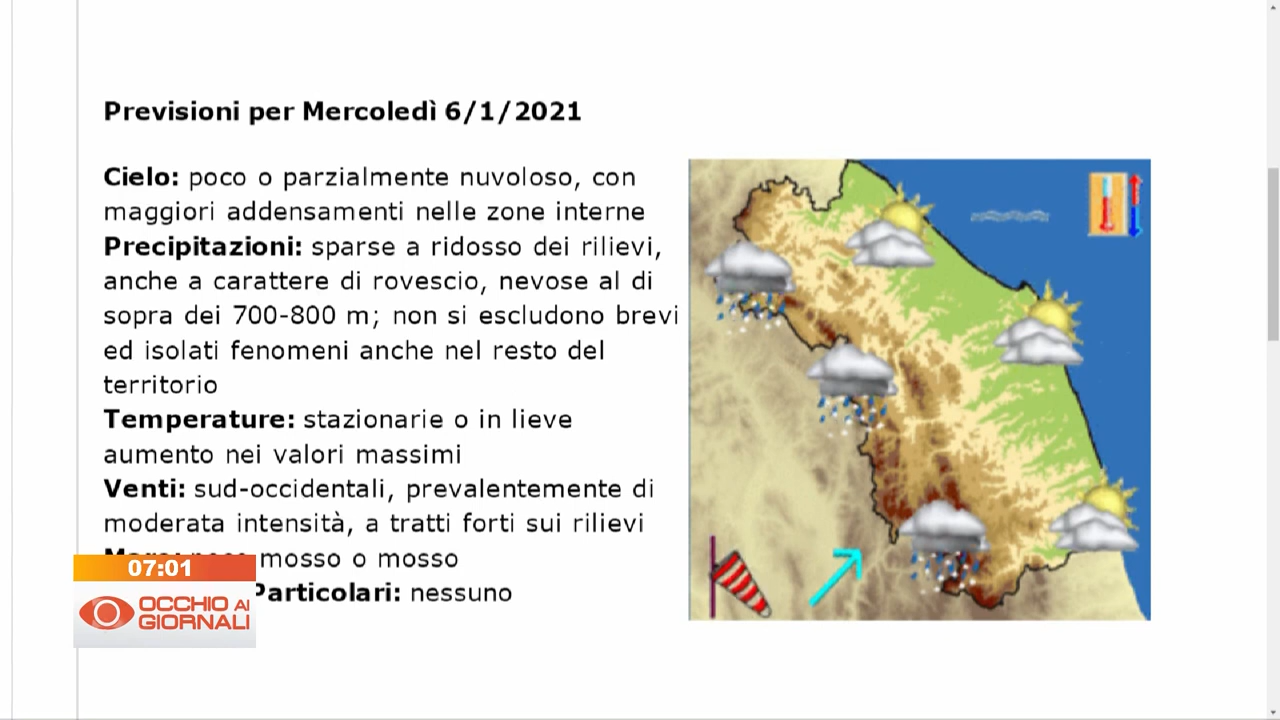 Previsioni per Mercoledì 6/1/2021
Cielo: poco o parzialmente nuvoloso, con
maggiori addensamenti nelle zone interne
Precipitazioni: sparse a ridosso dei rilievi,
anche a carattere di rovescio, nevose al di
sopra dei 700-800 m; non si escludono brevi
ed isolati fenomeni anche nel resto del
territorio
Temperature: stazionarie o in lieve
aumento nei valori massimi
Venti: sud-occidentali, prevalentemente di
moderata intensità, a tratti forti sui rilievi
mosso o mosso
Particolari: nessuno
07:01
OCCHIO AI
GIORNALI